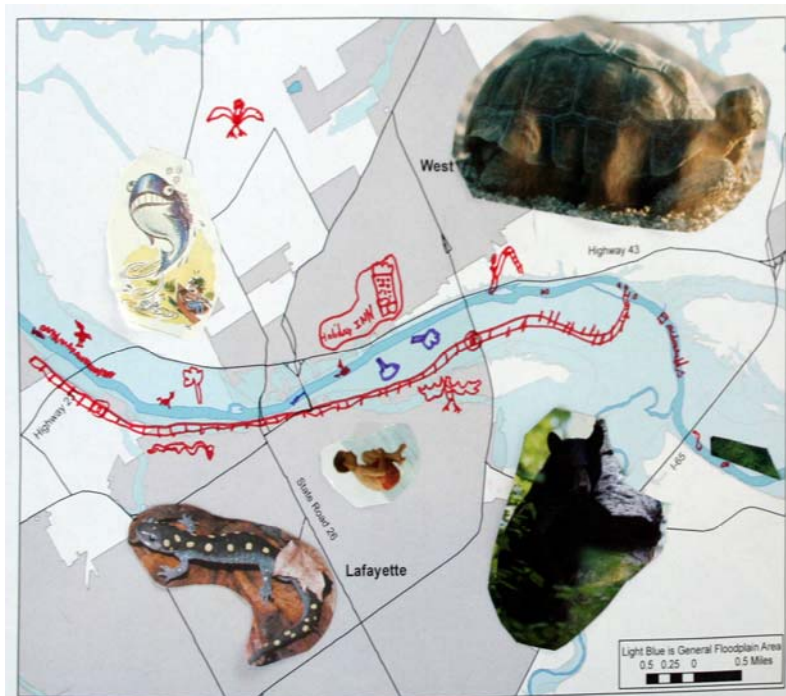 West
Highway 43
Holiday INN
Highway 2
I-65
State Road 26
Lafayette
Light Blue is General Floodplain Area
0.5 0.25 0 0.5 Miles